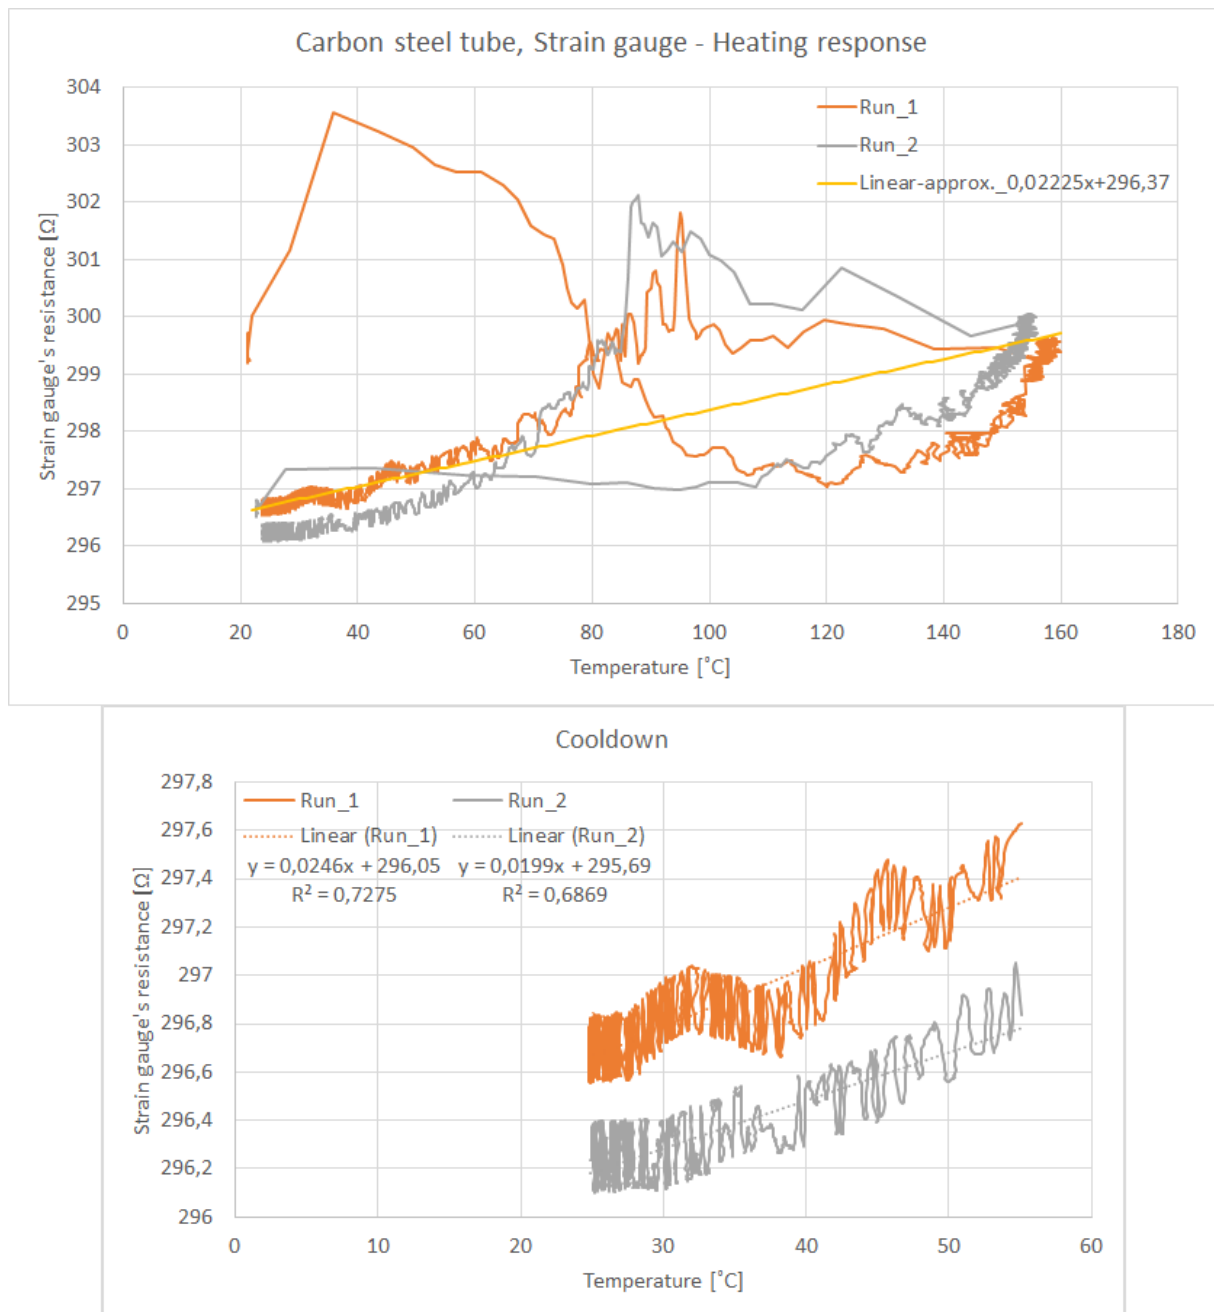 Carbon steel tube, Strain gauge - Heating response
304
303
302
301
300
299
298
297
296
295
Strain gauge's resistance [Ω]
Run_1
Run_2
Linear-approx._0,02225x+296,37
0 20 40 60 80 100 120 140 160 180
Temperature [°C]
Cooldown
297,8
297,6
297,4
297,2
297
296,8
296,6
296,4
296,2
296
Strain gauge's resistance [Ω]
Run_1 Run_2
Linear (Run_1) Linear (Run_2)
y = 0,0246x + 296,05 y = 0,0199x + 295,69
R² = 0,7275 R² = 0,6869
0 10 20 30 40 50 60
Temperature [°C]